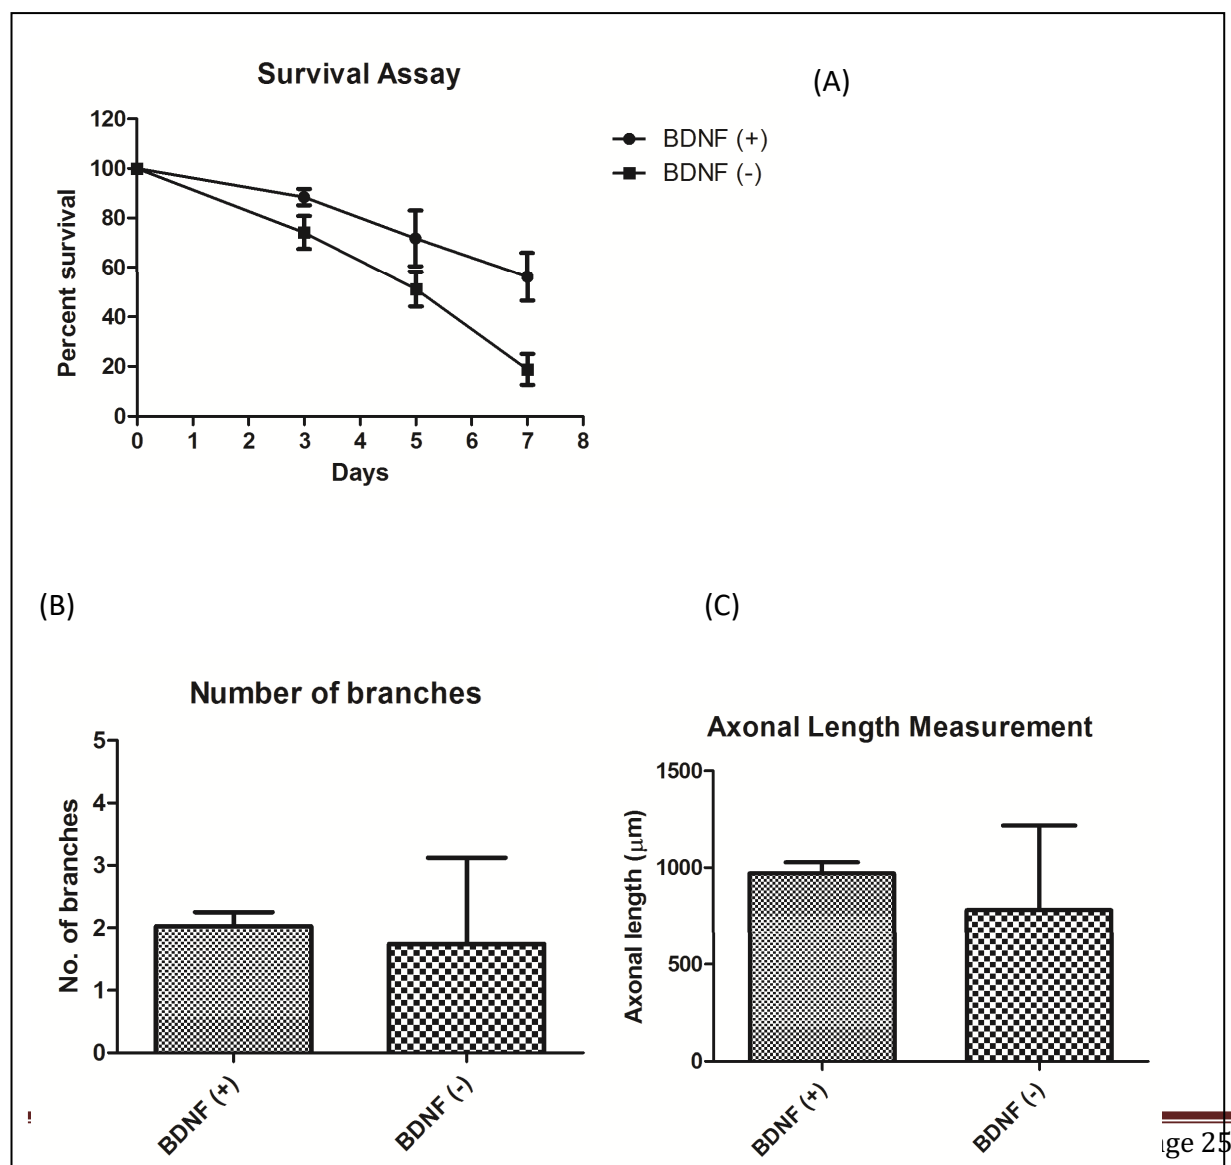 Survival Assay
(A)
BDNF (+)
BDNF (-)
Percent survival
120
100
80
60
40
20
0
0 1 2 3 4 5 6 7 8
Days
(B)
(C)
Number of branches
No. of branches
5
4
3
2
1
0
BDNF (+)
BDNF (-)
Axonal Length Measurement
Axonal length (μm)
1500
1000
500
0
BDNF (+)
BDNF (-)
ge 25